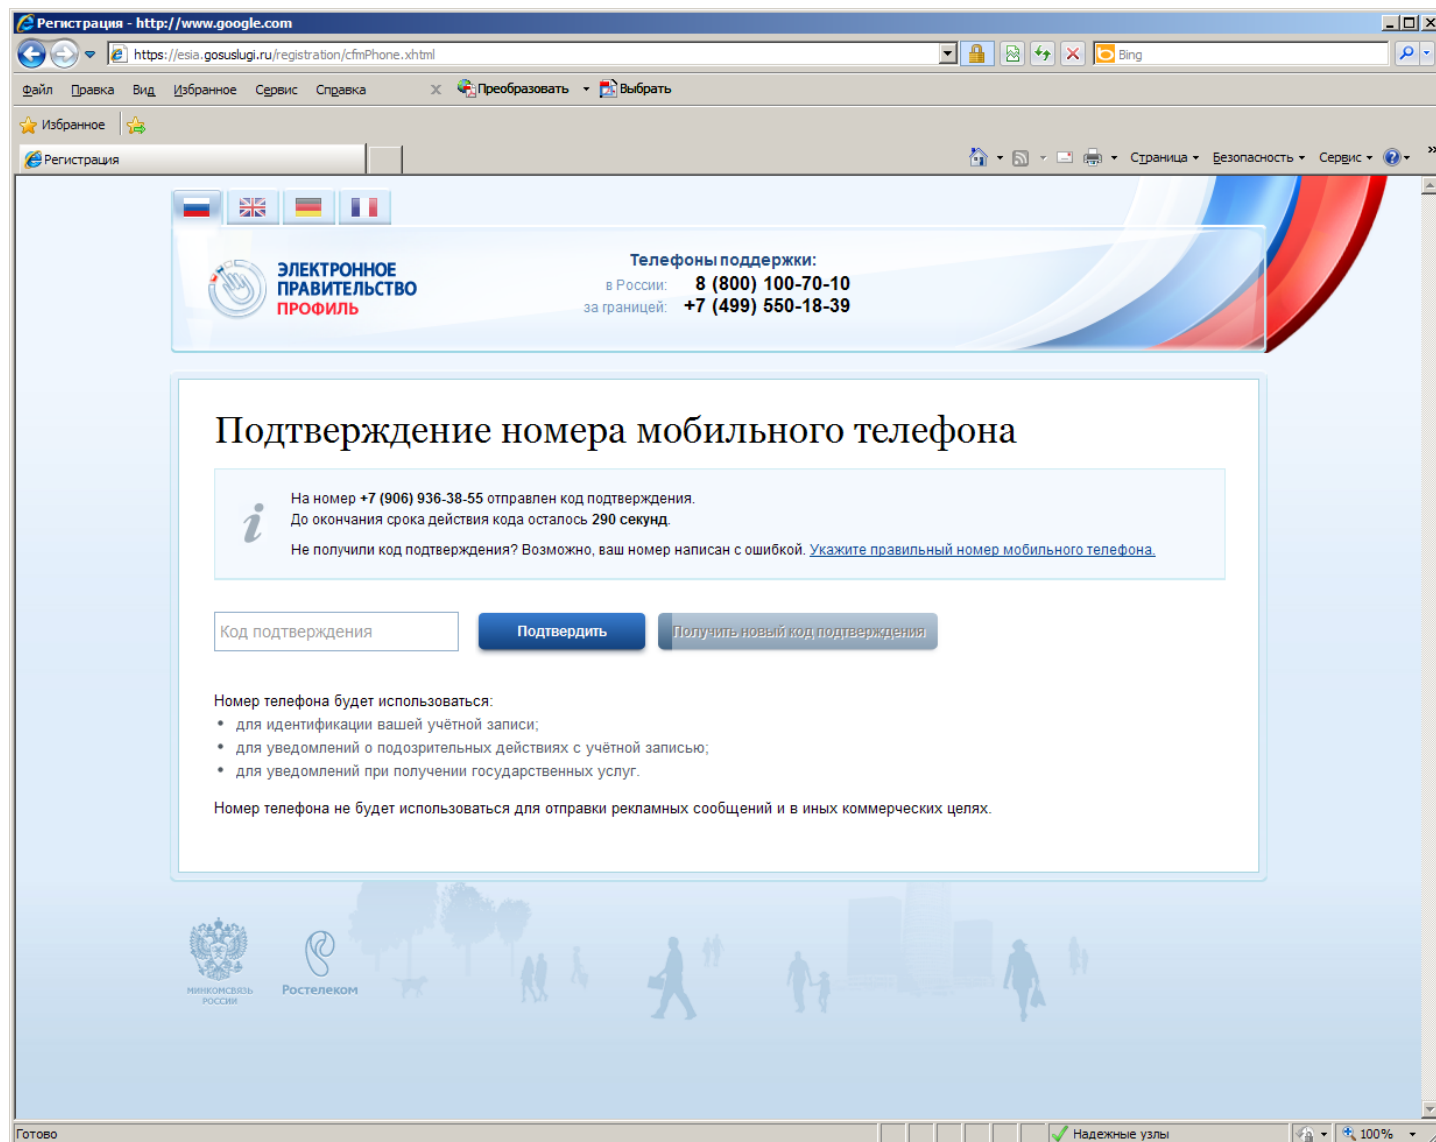 Регистрация - http://www.google.com
https://esia.gosuslugi.ru/registration/cfmPhone.xhtml
Bing
Файл Правка Вид Избранное Сервис Справка
x Преобразовать Выбрать
Избранное
Регистрация
Страница Безопасность Сервис »
ЭЛЕКТРОННОЕ
ПРАВИТЕЛЬСТВО
ПРОФИЛЬ
Телефоны поддержки:
в России: 8 (800) 100-70-10
за границей: +7 (499) 550-18-39
Подтверждение номера мобильного телефона
i
На номер +7 (906) 936-38-55 отправлен код подтверждения.
До окончания срока действия кода осталось 290 секунд.
Не получили код подтверждения? Возможно, ваш номер написан с ошибкой. Укажите правильный номер мобильного телефона.
Код подтверждения Подтвердить Получить новый код подтверждения
Номер телефона будет использоваться:
• для идентификации вашей учётной записи;
• для уведомлений о подозрительных действиях с учётной записью;
• для уведомлений при получении государственных услуг.
Номер телефона не будет использоваться для отправки рекламных сообщений и в иных коммерческих целях.
МИНКОМСВЯЗЬ
РОССИИ
Ростелеком
Готово Надежные узлы 100%